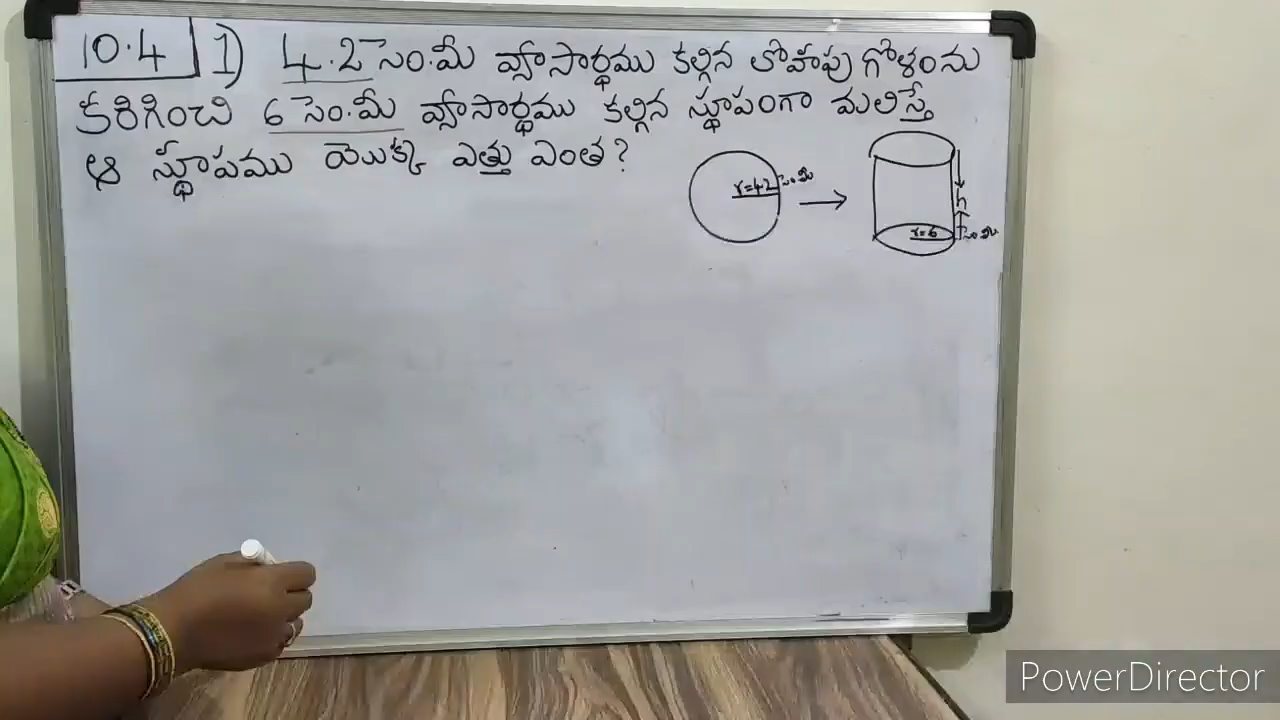 10.4 1) 4.2 సెం.మీ వ్యాసార్థము కల్గిన లోహపు గోళంను
కరిగించి 6 సెం.మీ వ్యాసార్థము కల్గిన స్థూపంగా మలిస్తే
ఆ స్థూపము యొక్క ఎత్తు ఎంత?
r=4.2 సెం.మీ
h
r=6 సెం.మీ
PowerDirector